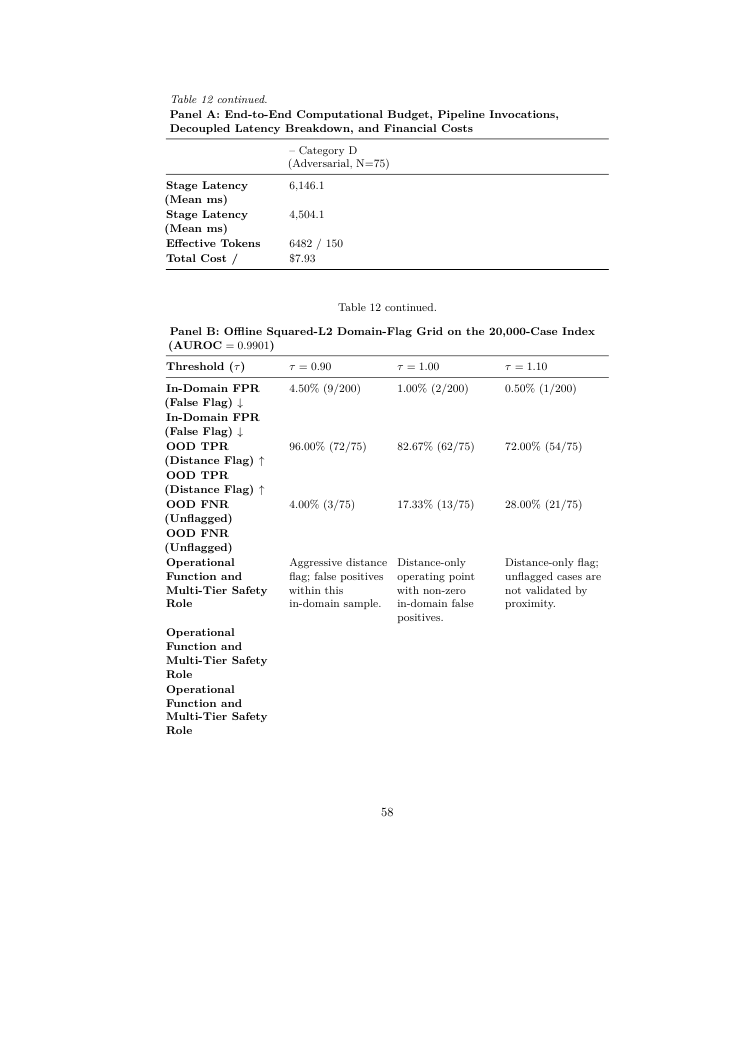 Table 12 continued.
Panel A: End-to-End Computational Budget, Pipeline Invocations,
Decoupled Latency Breakdown, and Financial Costs
– Category D
(Adversarial, N=75)
Stage Latency 6,146.1
(Mean ms)
Stage Latency 4,504.1
(Mean ms)
Effective Tokens 6482 / 150
Total Cost / $7.93
Table 12 continued.
Panel B: Offline Squared-L2 Domain-Flag Grid on the 20,000-Case Index
(AUROC = 0.9901)
Threshold (τ) τ = 0.90 τ = 1.00 τ = 1.10
In-Domain FPR 4.50% (9/200) 1.00% (2/200) 0.50% (1/200)
(False Flag) ↓
In-Domain FPR
(False Flag) ↓
OOD TPR 96.00% (72/75) 82.67% (62/75) 72.00% (54/75)
(Distance Flag) ↑
OOD TPR
(Distance Flag) ↑
OOD FNR 4.00% (3/75) 17.33% (13/75) 28.00% (21/75)
(Unflagged)
OOD FNR
(Unflagged)
Operational Aggressive distance Distance-only Distance-only flag;
Function and flag; false positives operating point unflagged cases are
Multi-Tier Safety within this with non-zero not validated by
Role in-domain sample. in-domain false proximity.
positives.
Operational
Function and
Multi-Tier Safety
Role
Operational
Function and
Multi-Tier Safety
Role
58